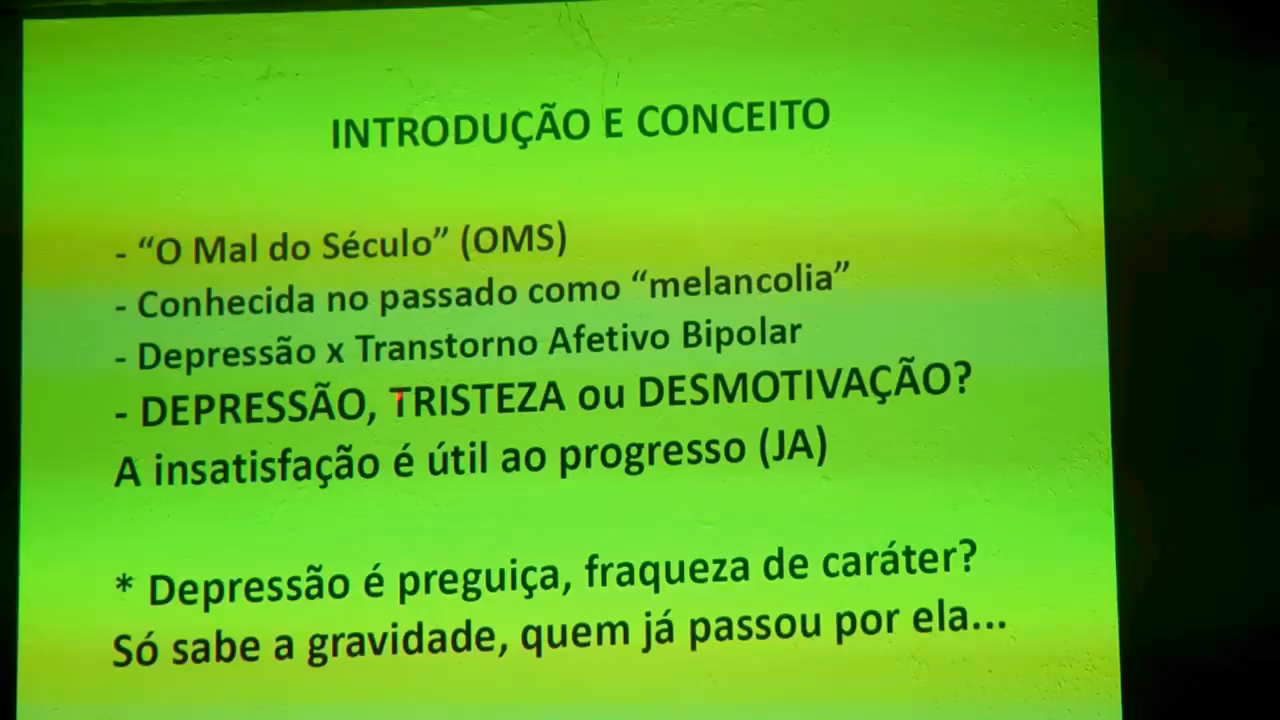 INTRODUÇÃO E CONCEITO
- “O Mal do Século” (OMS)
- Conhecida no passado como “melancolia”
- Depressão x Transtorno Afetivo Bipolar
- DEPRESSÃO, TRISTEZA ou DESMOTIVAÇÃO?
A insatisfação é útil ao progresso (JA)
* Depressão é preguiça, fraqueza de caráter?
Só sabe a gravidade, quem já passou por ela...